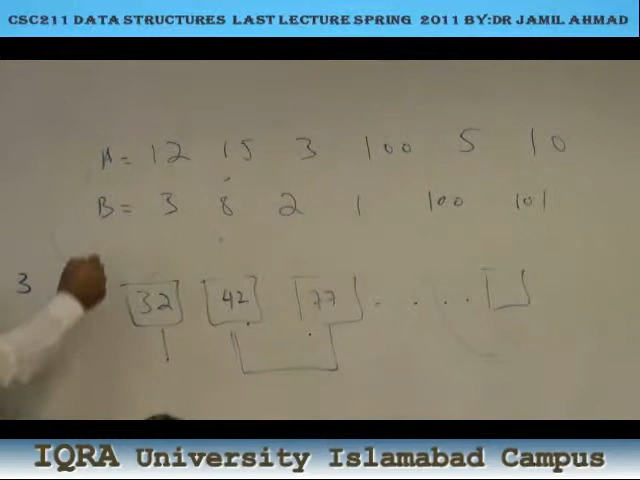 CSC211 DATA STRUCTURES LAST LECTURE SPRING 2011 BY:DR JAMIL AHMAD
A = 12 15 3 100 5 10
B = 3 8 2 1 100 101
3 32 42 77 . . . .
IQRA University Islamabad Campus